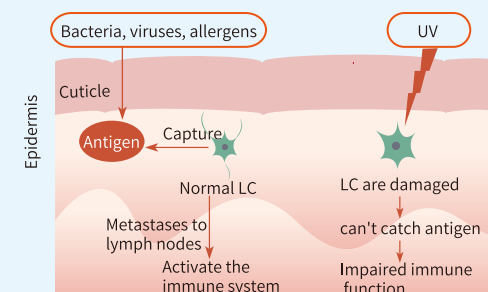 Bacteria, viruses, allergens
UV
Cuticle
Epidermis
Antigen
Capture
Normal LC
LC are damaged
Metastases to
lymph nodes
can't catch antigen
Activate the
immune system
Impaired immune
function